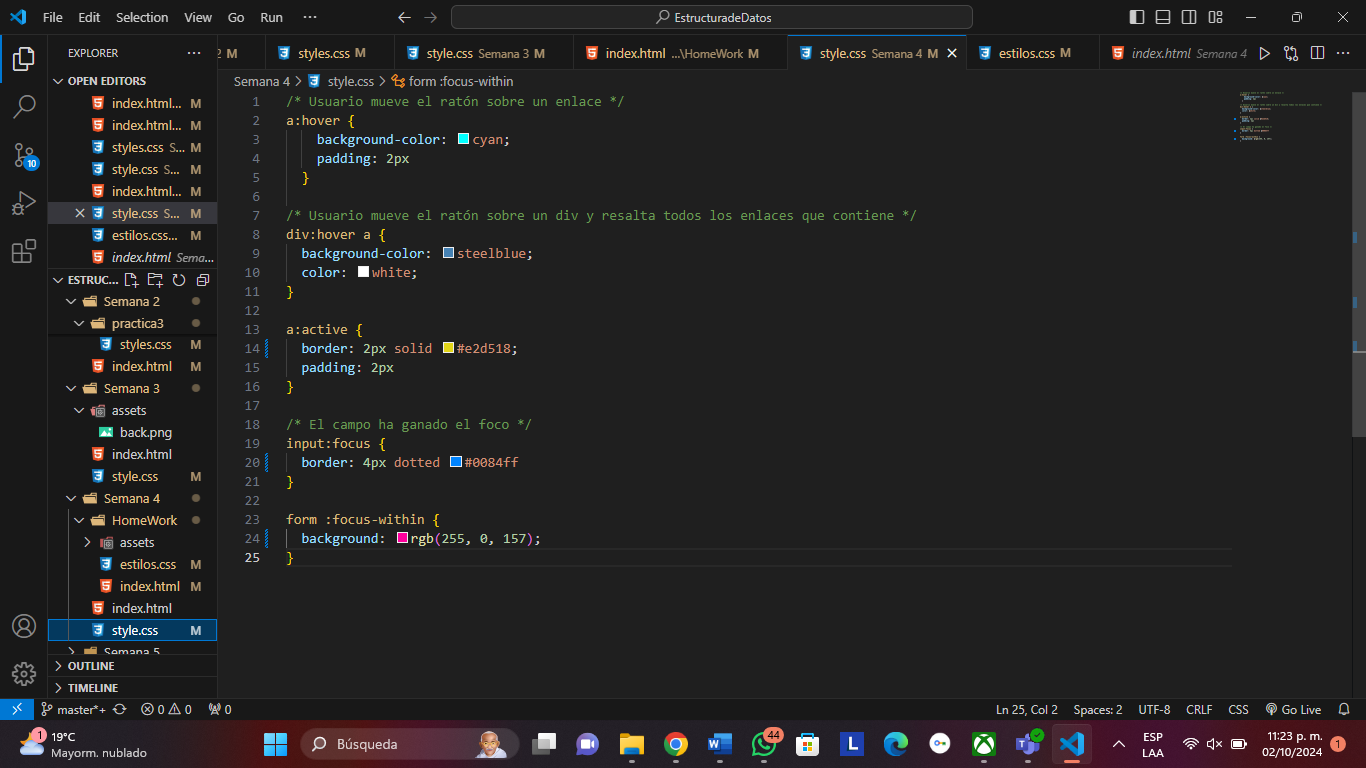 File Edit Selection View Go Run ··· EstructuradeDatos
EXPLORER ···
OPEN EDITORS
index.html... M
index.html... M
styles.css S... M
style.css S... M
index.html... M
style.css S... M
estilos.css... M
index.html Sema...
ESTRUC...
Semana 2
practica3
styles.css M
index.html M
Semana 3
assets
back.png
index.html
style.css M
Semana 4
HomeWork
assets
estilos.css M
index.html M
index.html
style.css M
Semana 5
OUTLINE
TIMELINE
10
2 M styles.css M style.css Semana 3 M index.html ...\HomeWork M style.css Semana 4 M estilos.css M index.html Semana 4 ···
Semana 4 > style.css > form :focus-within
1 /* Usuario mueve el ratón sobre un enlace */
2 a:hover {
3 background-color: cyan;
4 padding: 2px
5 }
6
7 /* Usuario mueve el ratón sobre un div y resalta todos los enlaces que contiene */
8 div:hover a {
9 background-color: steelblue;
10 color: white;
11 }
12
13 a:active {
14 border: 2px solid #e2d518;
15 padding: 2px
16 }
17
18 /* El campo ha ganado el foco */
19 input:focus {
20 border: 4px dotted #0084ff
21 }
22
23 form :focus-within {
24 background: rgb(255, 0, 157);
25 }
master*+ 0 0 0 Ln 25, Col 2 Spaces: 2 UTF-8 CRLF CSS Go Live
1 19°C
Mayorm. nublado
Búsqueda
44
L
ESP
LAA
11:23 p. m.
02/10/2024
1